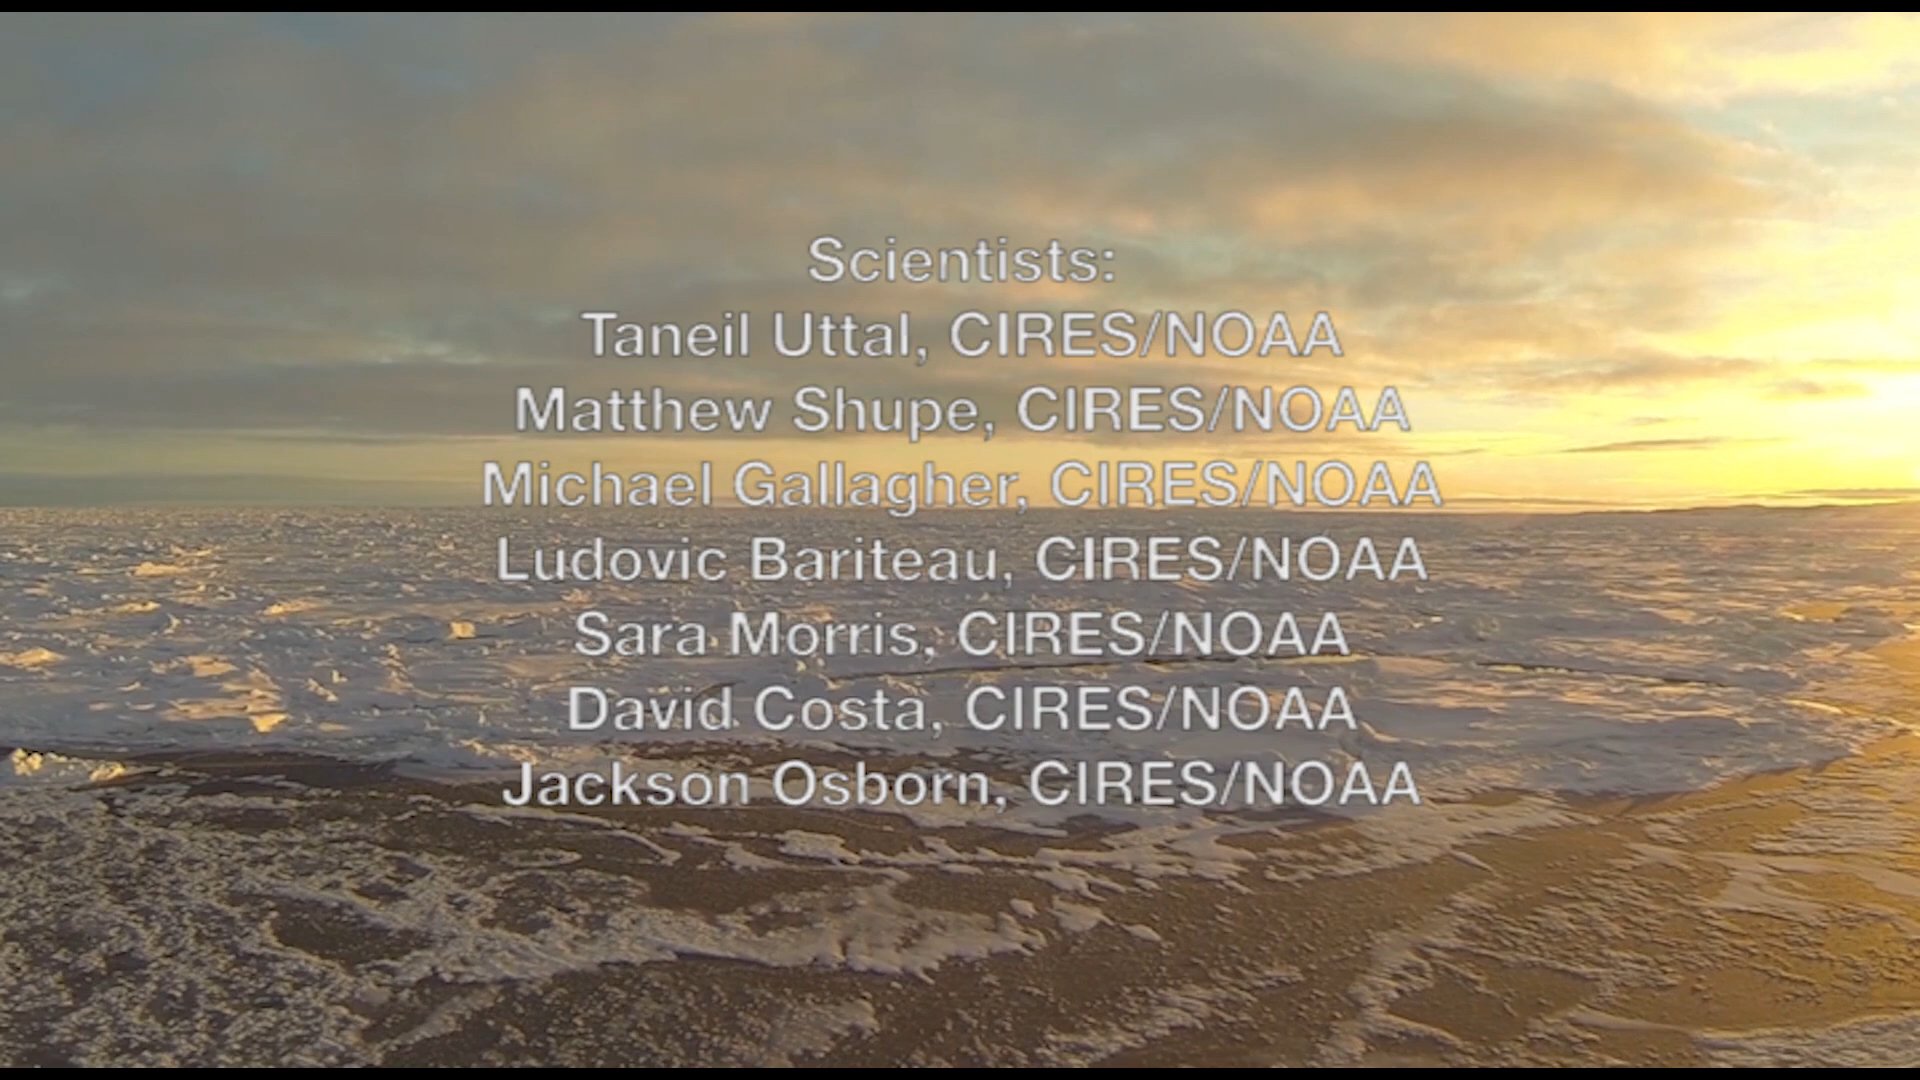 Scientists:
Taneil Uttal, CIRES/NOAA
Matthew Shupe, CIRES/NOAA
Michael Gallagher, CIRES/NOAA
Ludovic Bariteau, CIRES/NOAA
Sara Morris, CIRES/NOAA
David Costa, CIRES/NOAA
Jackson Osborn, CIRES/NOAA